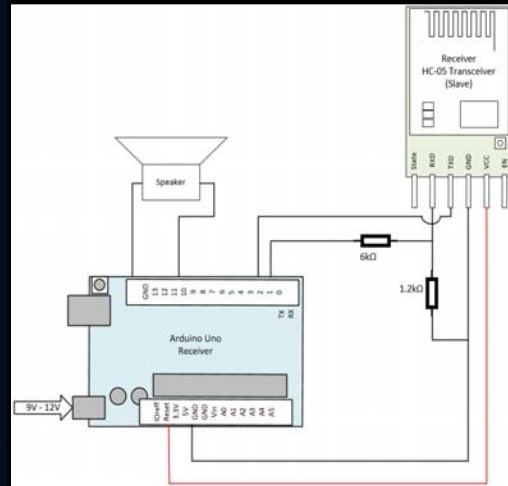 Receiver
HC-05 Transceiver
(Slave)
State
RXD
TXD
GND
VCC
EN
Speaker
6kΩ
1.2kΩ
GND
13
12
11
10
9
8
7
6
5
4
3
2
1
0
TX
RX
Arduino Uno
Receiver
9V - 12V
IOreff
Reset
3.3V
5V
GND
GND
Vin
A0
A1
A2
A3
A4
A5